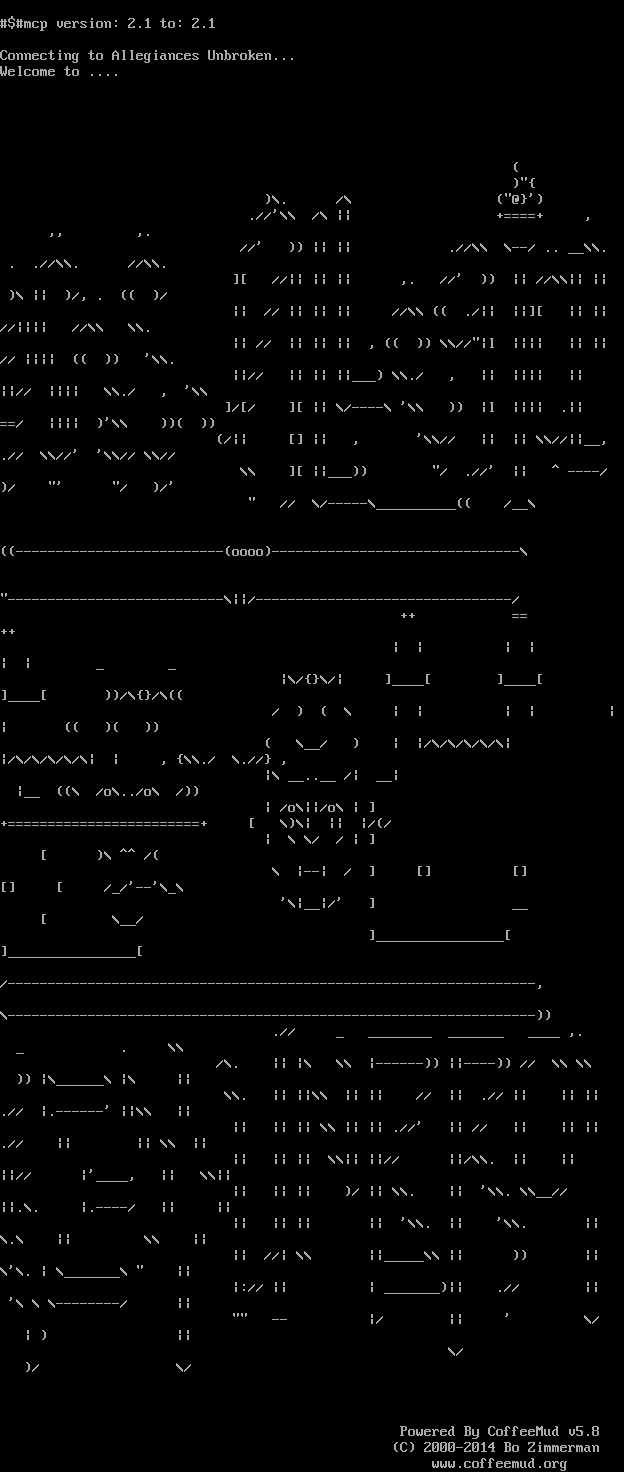 #$#mcp version: 2.1 to: 2.1
Connecting to Allegiances Unbroken...
Welcome to ....
Powered By CoffeeMud v5.8
(C) 2000-2014 Bo Zimmerman
www.coffeemud.org